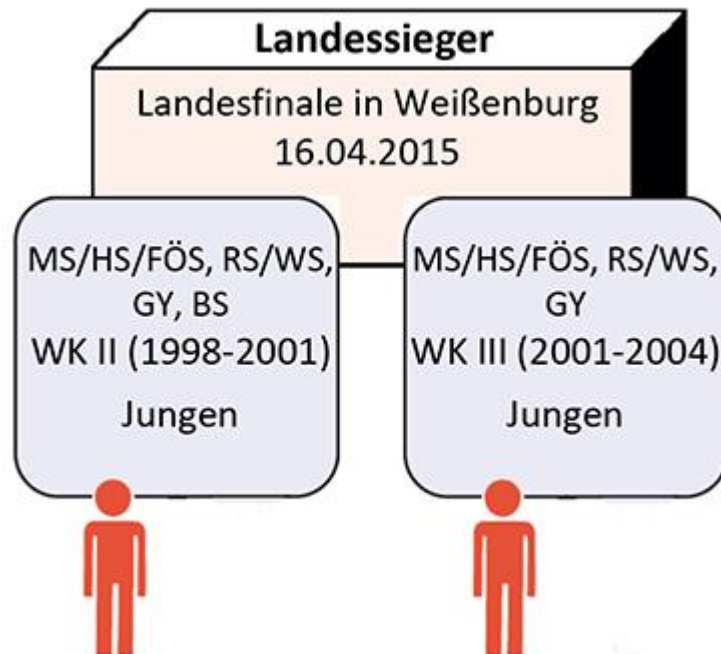 Landessieger
Landesfinale in Weißenburg
16.04.2015
MS/HS/FÖS, RS/WS,
GY, BS
WK II (1998-2001)
Jungen
MS/HS/FÖS, RS/WS,
GY
WK III (2001-2004)
Jungen